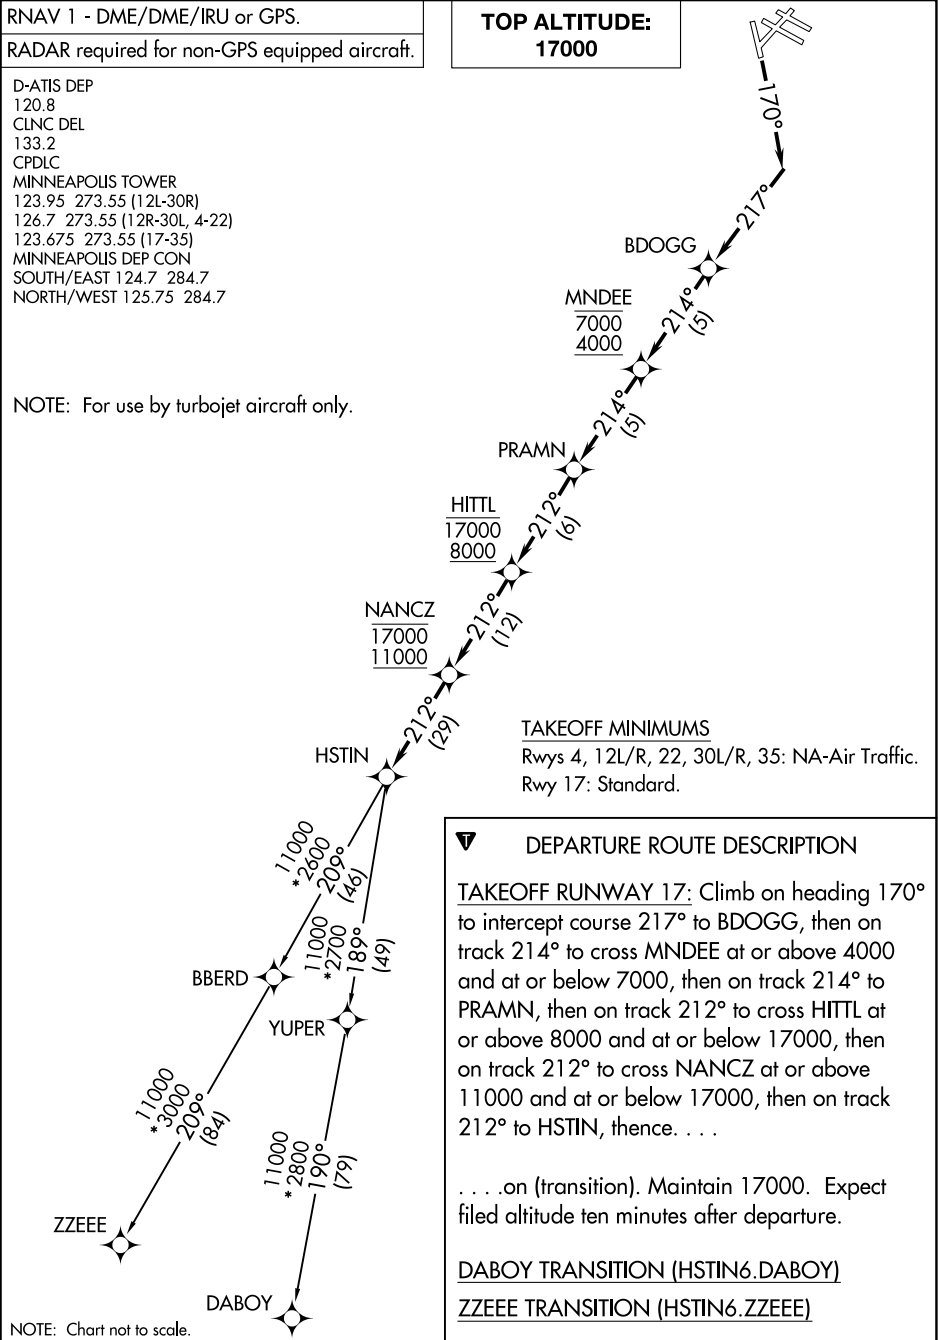 RNAV 1 - DME/DME/IRU or GPS.
RADAR required for non-GPS equipped aircraft.
TOP ALTITUDE:
17000
D-ATIS DEP
120.8
CLNC DEL
133.2
CPDLC
MINNEAPOLIS TOWER
123.95 273.55 (12L-30R)
126.7 273.55 (12R-30L, 4-22)
123.675 273.55 (17-35)
MINNEAPOLIS DEP CON
SOUTH/EAST 124.7 284.7
NORTH/WEST 125.75 284.7
NOTE: For use by turbojet aircraft only.
170°
217°
BDOGG
214°
(5)
MNDEE
7000
4000
214°
(5)
PRAMN
212°
(6)
HITTL
17000
8000
212°
(12)
NANCZ
17000
11000
212°
(29)
HSTIN
11000
*2600
209°
(46)
11000
*2700
189°
(49)
BBERD
YUPER
11000
*3000
209°
(84)
11000
*2800
190°
(79)
ZZEEE
DABOY
NOTE: Chart not to scale.
TAKEOFF MINIMUMS
Rwys 4, 12L/R, 22, 30L/R, 35: NA-Air Traffic.
Rwy 17: Standard.
T DEPARTURE ROUTE DESCRIPTION
TAKEOFF RUNWAY 17: Climb on heading 170°
to intercept course 217° to BDOGG, then on
track 214° to cross MNDEE at or above 4000
and at or below 7000, then on track 214° to
PRAMN, then on track 212° to cross HITTL at
or above 8000 and at or below 17000, then
on track 212° to cross NANCZ at or above
11000 and at or below 17000, then on track
212° to HSTIN, thence. . . .
. . . .on (transition). Maintain 17000. Expect
filed altitude ten minutes after departure.
DABOY TRANSITION (HSTIN6.DABOY)
ZZEEE TRANSITION (HSTIN6.ZZEEE)